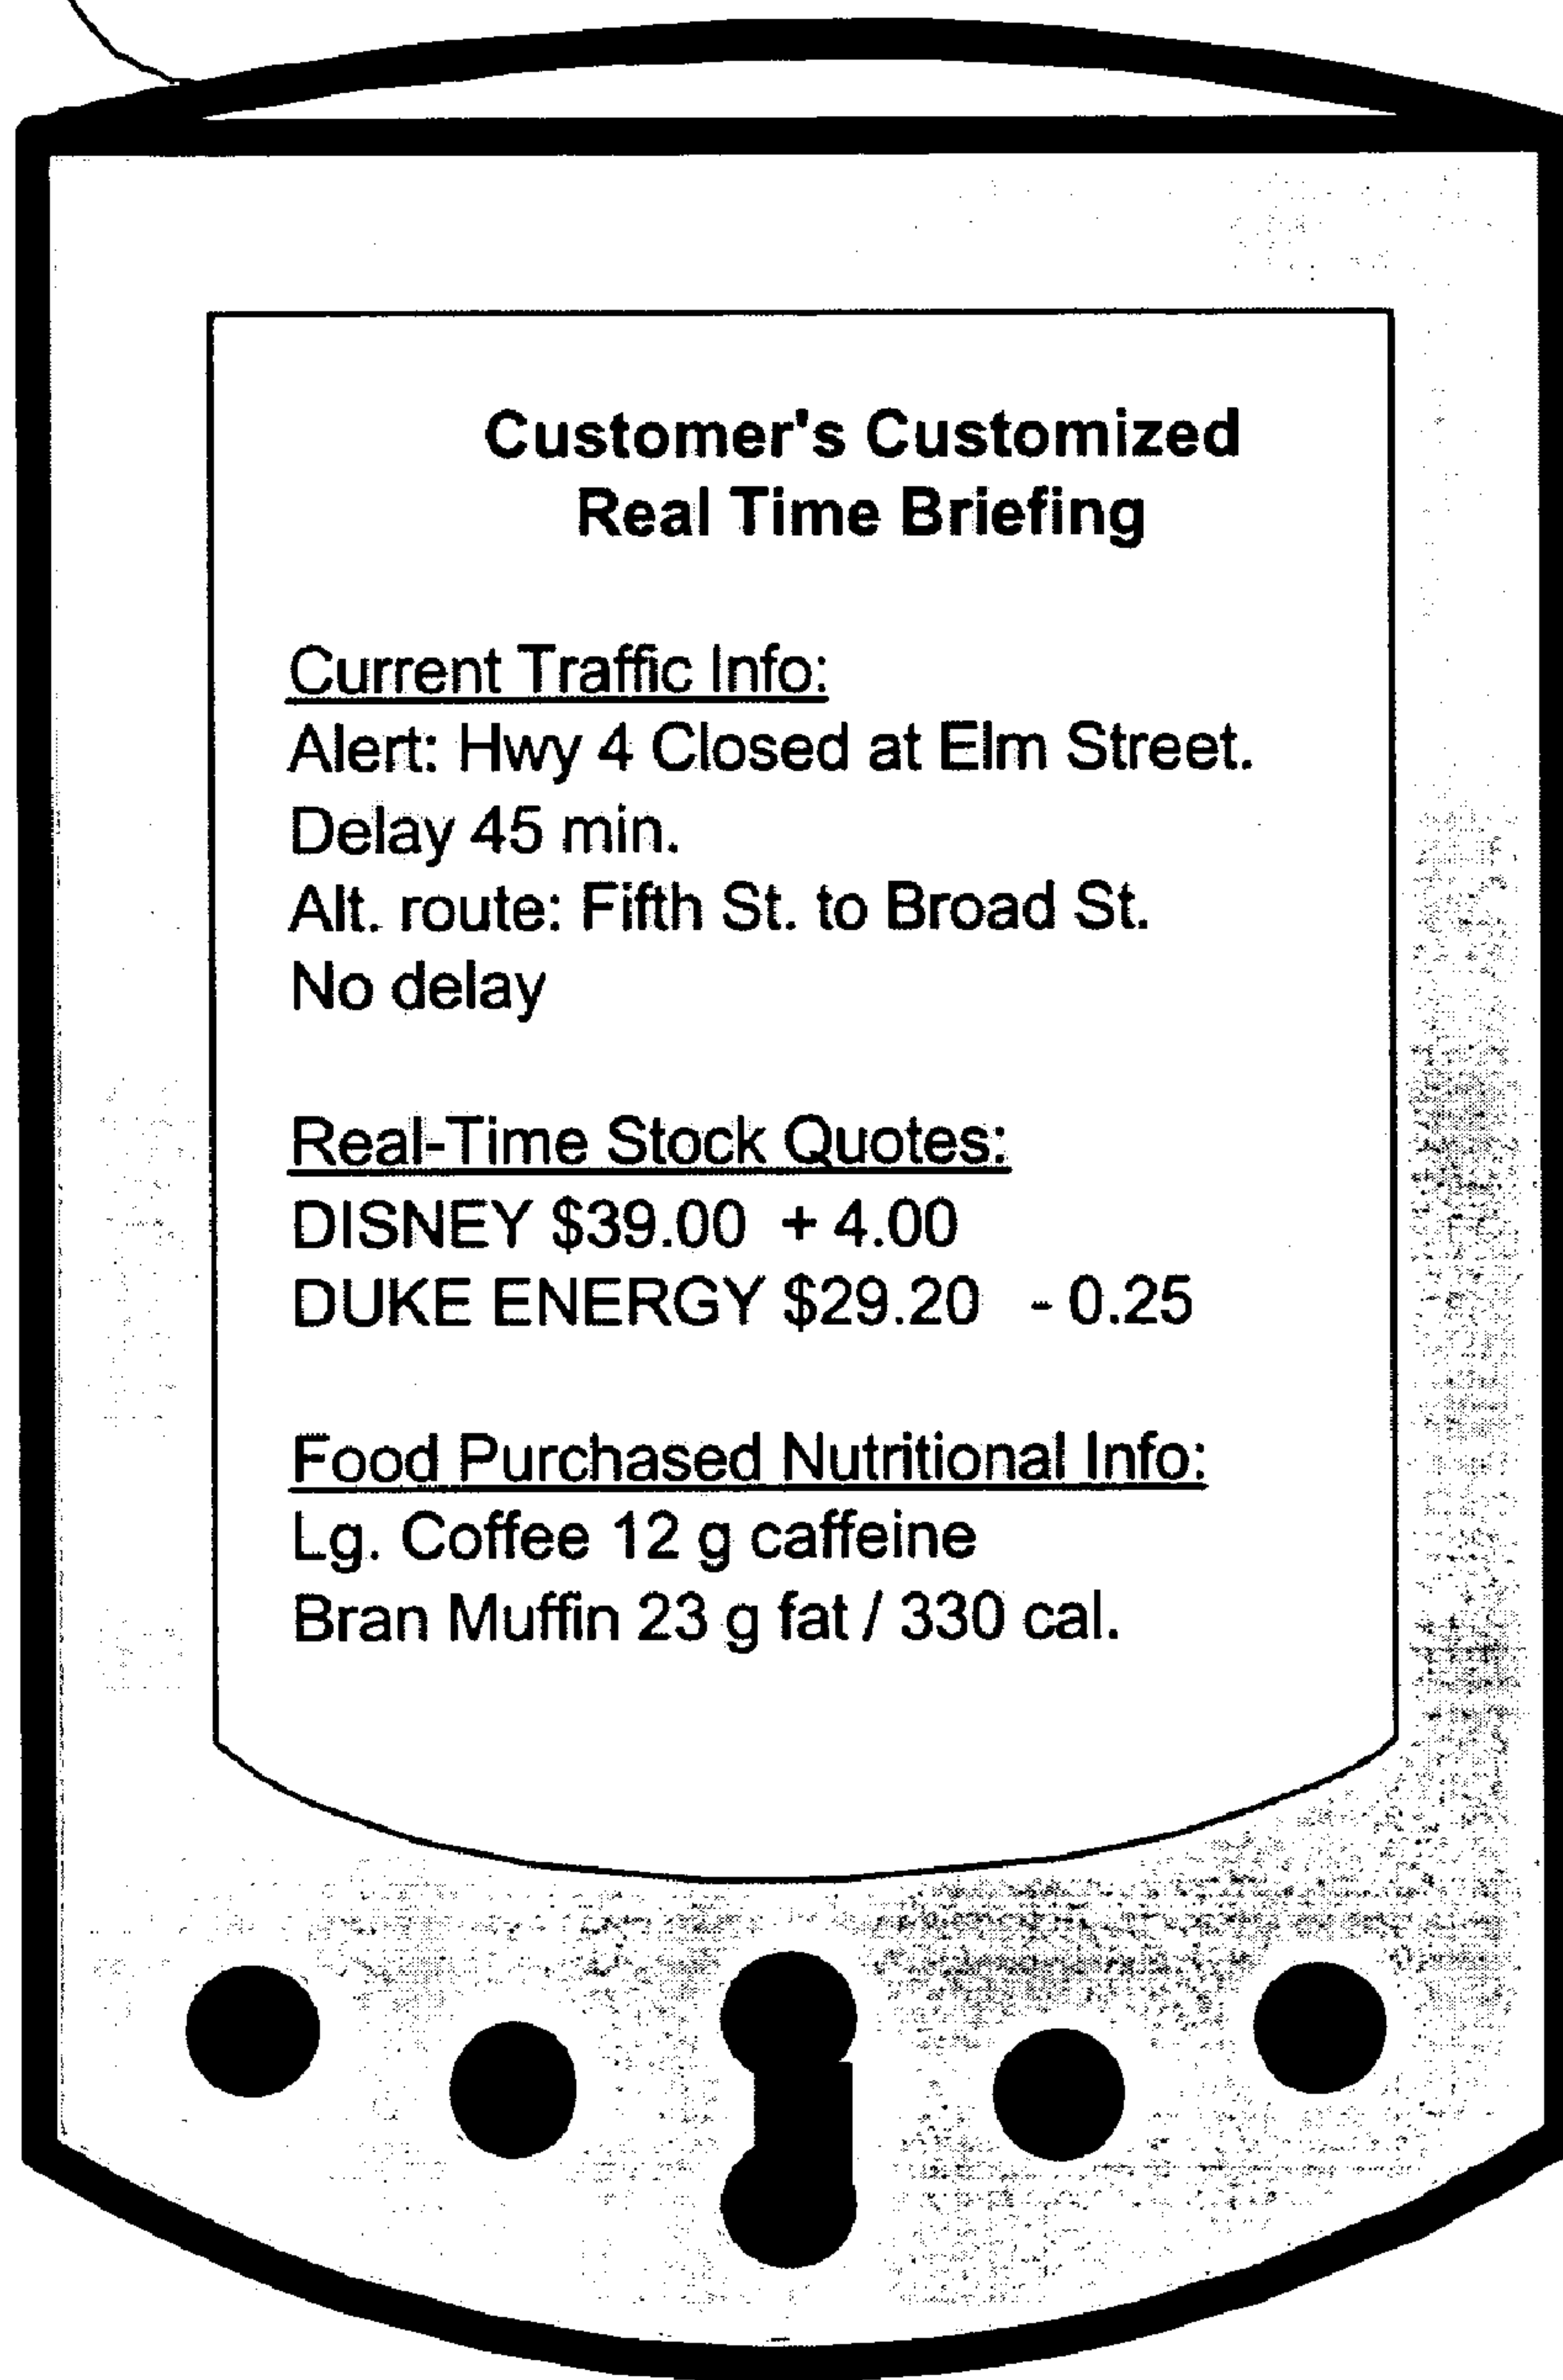 Customer's Customized
Real Time Briefing
Current Traffic Info:
Alert: Hwy 4 Closed at Elm Street.
Delay 45 min.
Alt. route: Fifth St. to Broad St.
No delay
Real-Time Stock Quotes:
DISNEY $39.00 + 4.00
DUKE ENERGY $29.20 - 0.25
Food Purchased Nutritional Info:
Lg. Coffee 12 g caffeine
Bran Muffin 23 g fat / 330 cal.